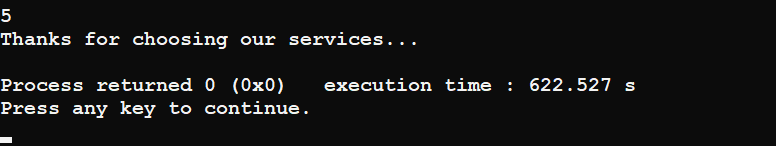 5
Thanks for choosing our services...
Process returned 0 (0x0)   execution time : 622.527 s
Press any key to continue.